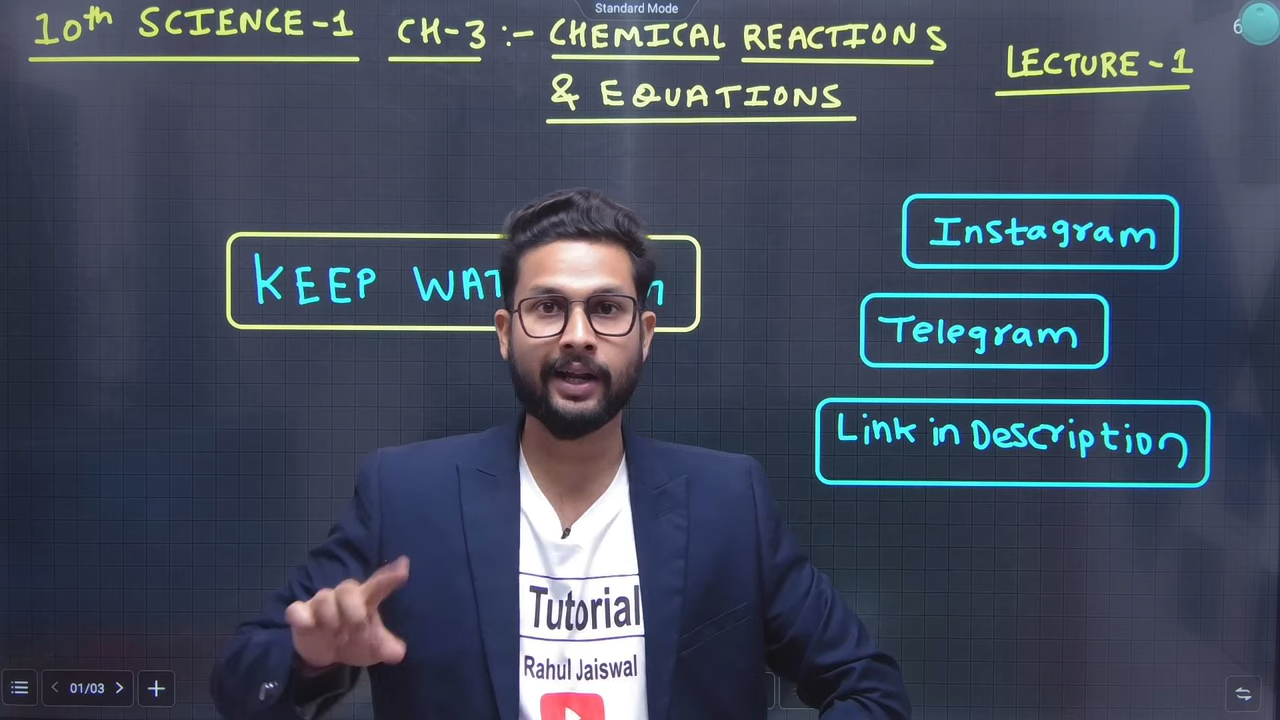 Standard Mode
10th SCIENCE-1 CH-3 :- CHEMICAL REACTIONS
& EQUATIONS
LECTURE-1
KEEP
Instagram
Telegram
Link in Description
Tutorial
Rahul Jaiswal
01/03